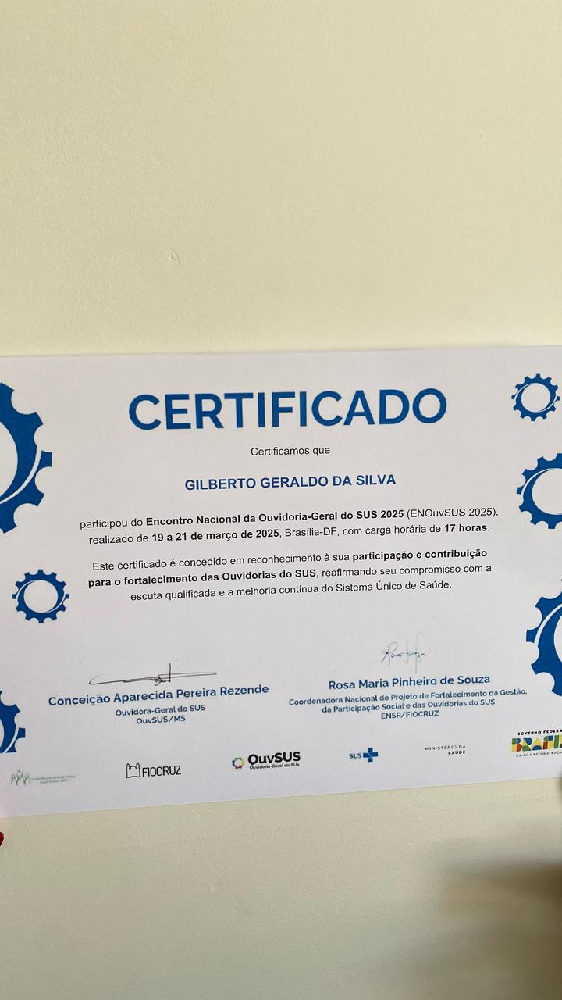 CERTIFICADO
Certificamos que
GILBERTO GERALDO DA SILVA
participou do Encontro Nacional da Ouvidoria-Geral do SUS 2025 (ENOuvSUS 2025),
realizado de 19 a 21 de março de 2025, Brasília-DF, com carga horária de 17 horas.
Este certificado é concedido em reconhecimento à sua participação e contribuição
para o fortalecimento das Ouvidorias do SUS, reafirmando seu compromisso com a
escuta qualificada e a melhoria contínua do Sistema Único de Saúde.
Conceição Aparecida Pereira Rezende
Ouvidora-Geral do SUS
OuvSUS/MS
Rosa Maria Pinheiro de Souza
Coordenadora Nacional do Projeto de Fortalecimento da Gestão,
da Participação Social e das Ouvidorias do SUS
ENSP/FIOCRUZ
FIOCRUZ
OuvSUS
Ouvidoria-Geral do SUS
SUS
MINISTÉRIO DA
SAÚDE
GOVERNO FEDERA
BRASIL
UNIÃO E RECONSTRUÇÃ